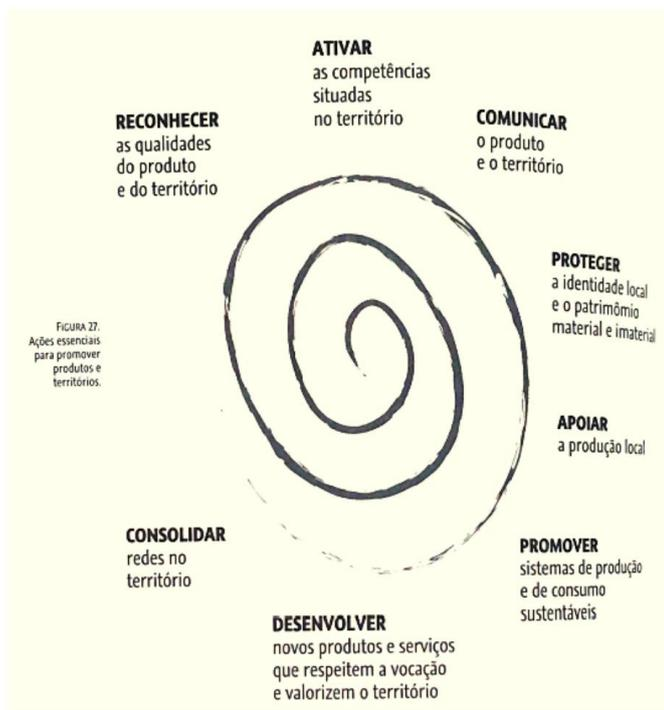 ATIVAR
as competências
situadas
no território
RECONHECER
as qualidades
do produto
e do território
COMUNICAR
o produto
e o território
PROTEGER
a identidade local
e o patrimômio
material e imaterial
FIGURA 27.
Ações essenciais
para promover
produtos e
territórios.
APOIAR
a produção local
PROMOVER
sistemas de produção
e de consumo
sustentáveis
CONSOLIDAR
redes no
território
DESENVOLVER
novos produtos e serviços
que respeitem a vocação
e valorizem o território